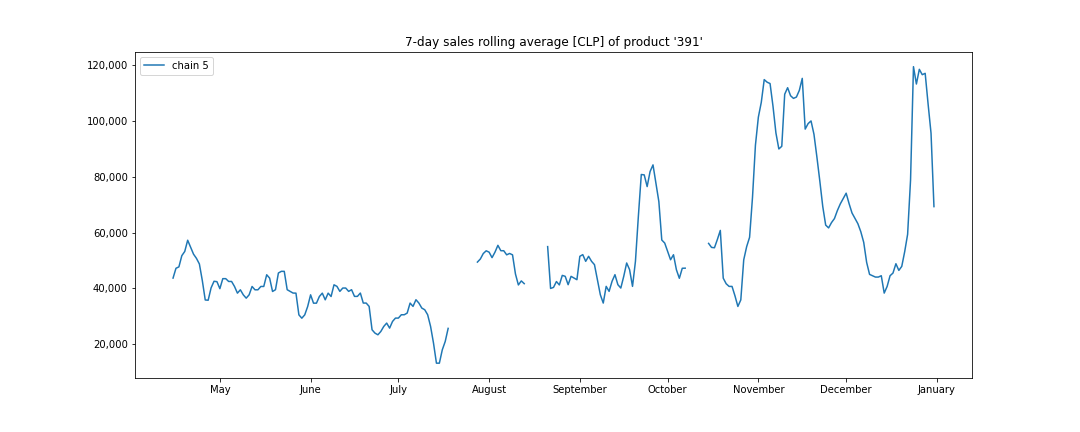 7-day sales rolling average [CLP] of product '391'
chain 5
120,000
100,000
80,000
60,000
40,000
20,000
May June July August September October November December January